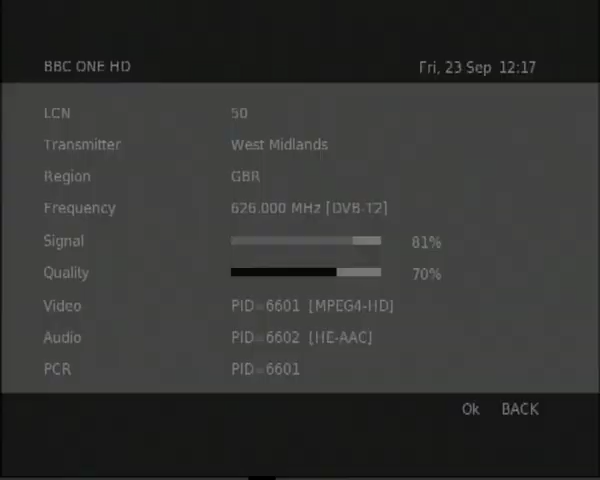 BBC ONE HD Fri, 23 Sep 12:17
LCN 50
Transmitter West Midlands
Region GBR
Frequency 626.000 MHz [DVB-T2]
Signal 81%
Quality 70%
Video PID=6601 [MPEG4-HD]
Audio PID=6602 [HE-AAC]
PCR PID=6601
Ok BACK